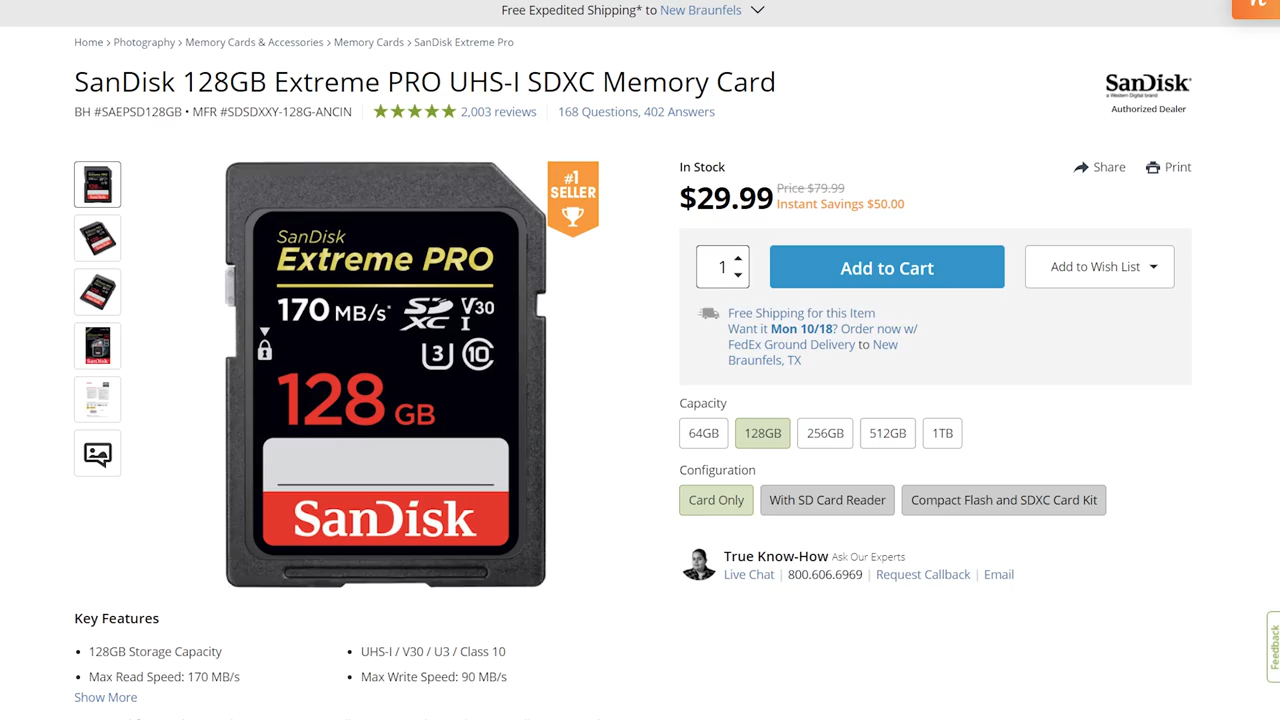 Free Expedited Shipping* to New Braunfels
Home > Photography > Memory Cards & Accessories > Memory Cards > SanDisk Extreme Pro
SanDisk 128GB Extreme PRO UHS-I SDXC Memory Card
BH #SAEPSD128GB • MFR #SDSDXXY-128G-ANCIN
2,003 reviews
168 Questions, 402 Answers
SanDisk
Authorized Dealer
#1
SELLER
SanDisk
Extreme PRO
170 MB/s*
SD XC
V30
I
3
10
128 GB
SanDisk
In Stock
Share
Print
$29.99
Price $79.99
Instant Savings $50.00
1
Add to Cart
Add to Wish List
Free Shipping for this Item
Want it Mon 10/18? Order now w/
FedEx Ground Delivery to New
Braunfels, TX
Capacity
64GB
128GB
256GB
512GB
1TB
Configuration
Card Only
With SD Card Reader
Compact Flash and SDXC Card Kit
True Know-How Ask Our Experts
Live Chat | 800.606.6969 | Request Callback | Email
Key Features
• 128GB Storage Capacity
• UHS-I / V30 / U3 / Class 10
• Max Read Speed: 170 MB/s
• Max Write Speed: 90 MB/s
Show More
Feedback